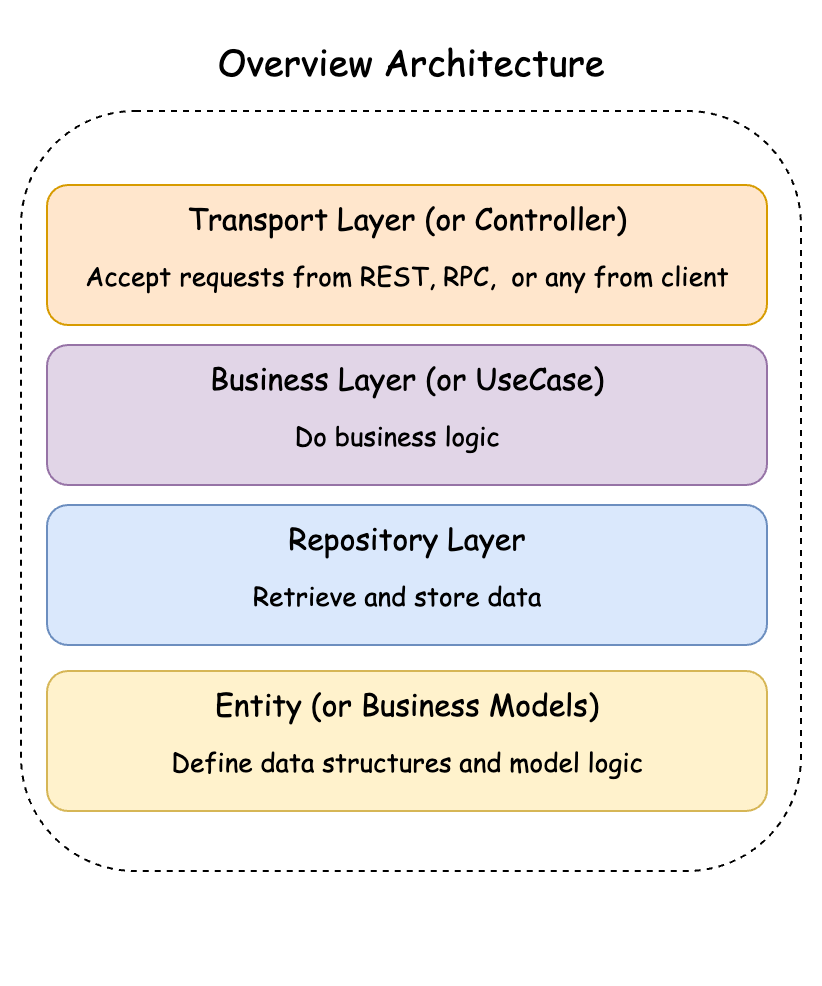 Overview Architecture
Transport Layer (or Controller)
Accept requests from REST, RPC,  or any from client
Business Layer (or UseCase)
Do business logic
Repository Layer
Retrieve and store data
Entity (or Business Models)
Define data structures and model logic